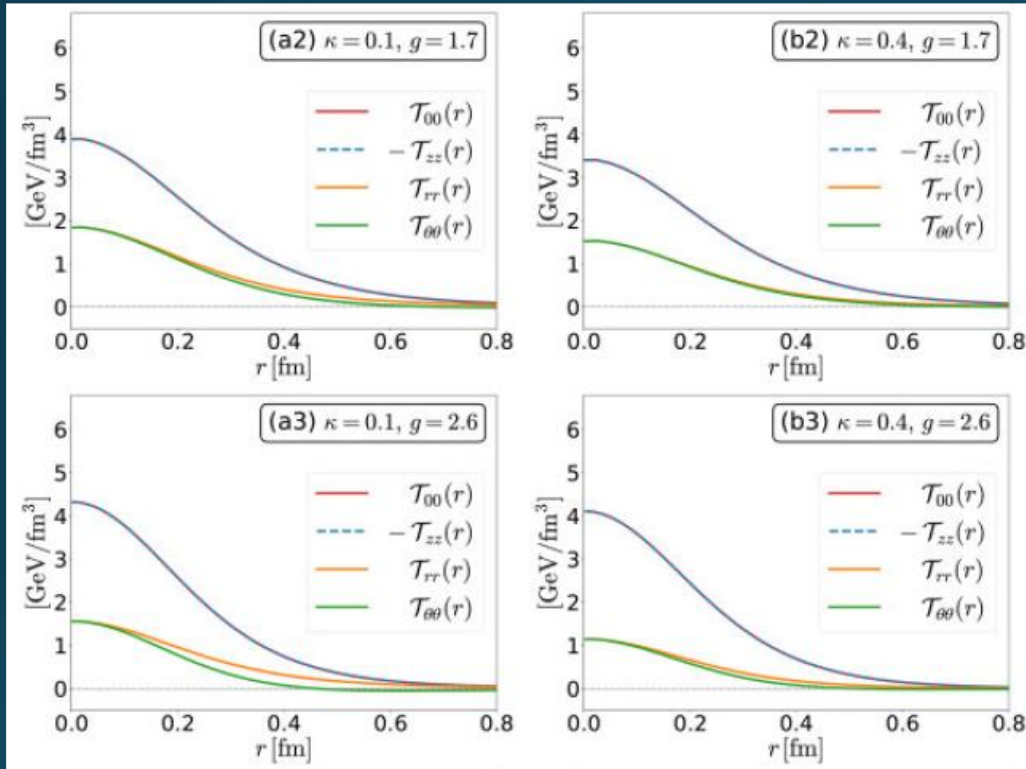 (a2) κ = 0.1, g = 1.7
[GeV/fm³]
6
5
4
3
2
1
0
𝒯₀₀(r)
− 𝒯zz(r)
𝒯rr(r)
𝒯θθ(r)
0.0 0.2 0.4 0.6 0.8
r [fm]
(b2) κ = 0.4, g = 1.7
[GeV/fm³]
6
5
4
3
2
1
0
𝒯₀₀(r)
− 𝒯zz(r)
𝒯rr(r)
𝒯θθ(r)
0.0 0.2 0.4 0.6 0.8
r [fm]
(a3) κ = 0.1, g = 2.6
[GeV/fm³]
6
5
4
3
2
1
0
𝒯₀₀(r)
− 𝒯zz(r)
𝒯rr(r)
𝒯θθ(r)
0.0 0.2 0.4 0.6 0.8
r [fm]
(b3) κ = 0.4, g = 2.6
[GeV/fm³]
6
5
4
3
2
1
0
𝒯₀₀(r)
− 𝒯zz(r)
𝒯rr(r)
𝒯θθ(r)
0.0 0.2 0.4 0.6 0.8
r [fm]